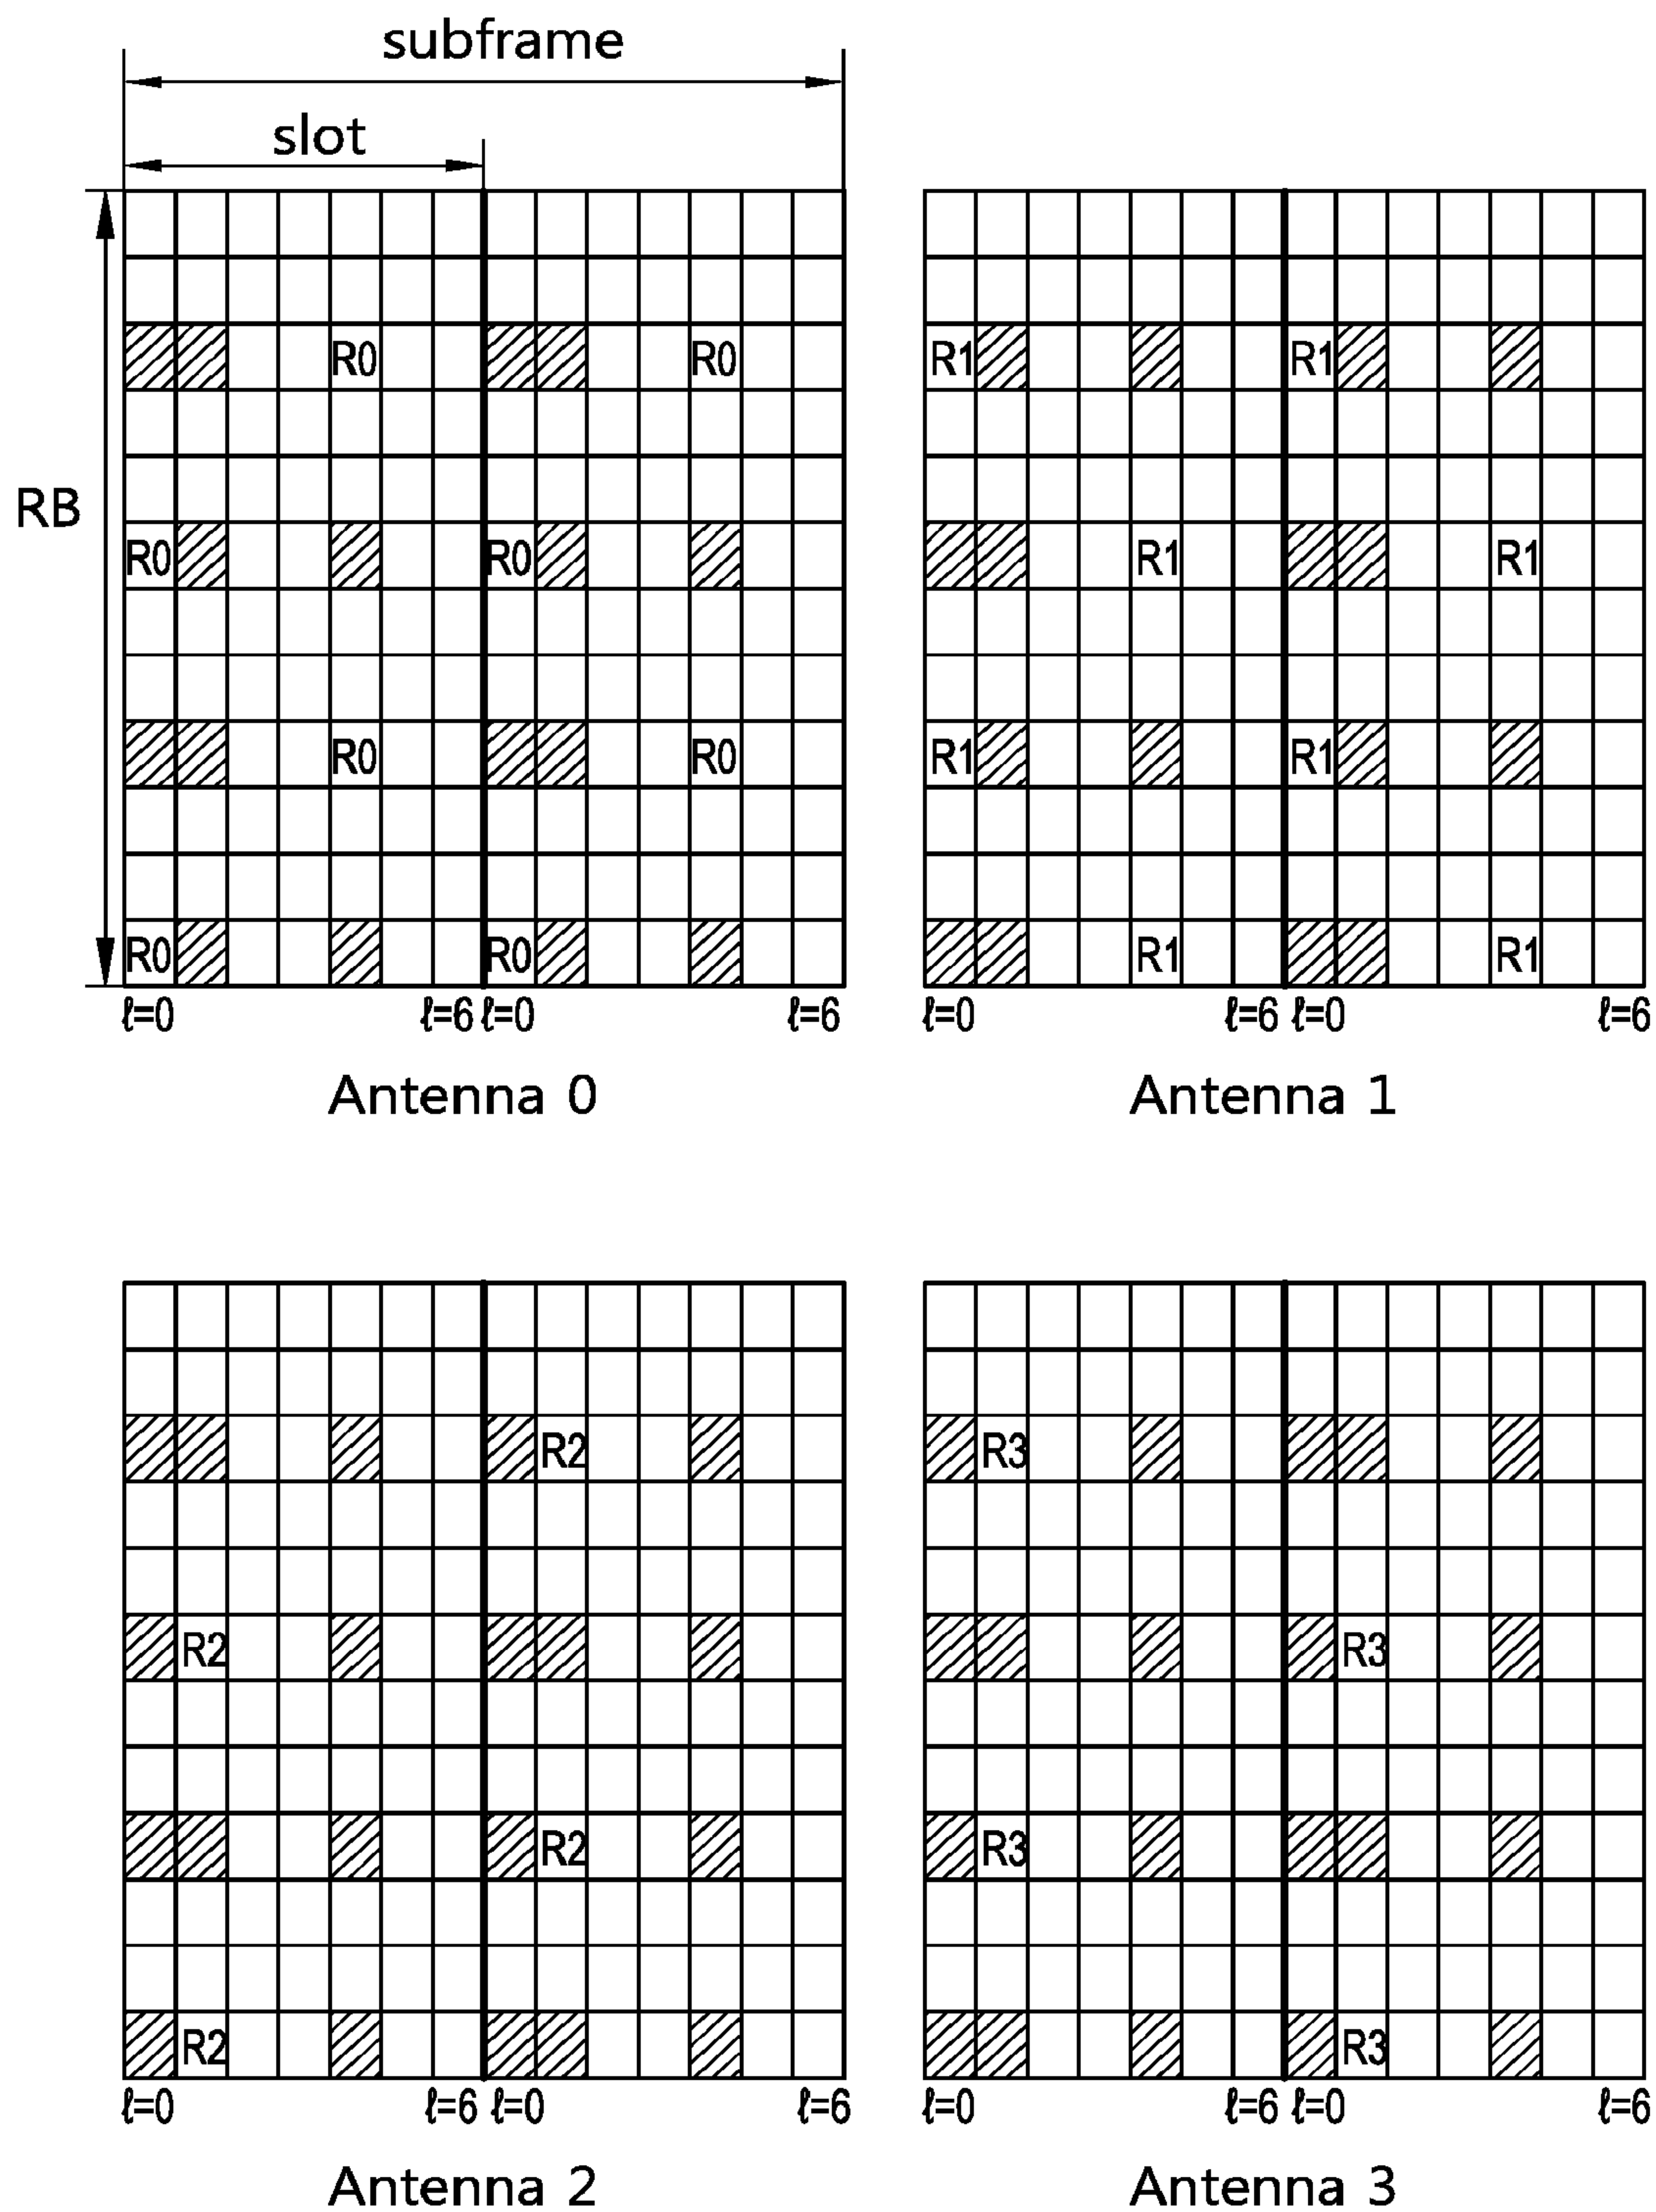 subframe
slot
RB
R0 R0
R1 R1
R0 R0
R1 R1
R0 R0
R1 R1
R0 R0
R1 R1
ℓ=0 ℓ=6 ℓ=0 ℓ=6
ℓ=0 ℓ=6 ℓ=0 ℓ=6
Antenna 0
Antenna 1
R2
R3
R2
R3
R2
R3
R2
R3
ℓ=0 ℓ=6 ℓ=0 ℓ=6
ℓ=0 ℓ=6 ℓ=0 ℓ=6
Antenna 2
Antenna 3